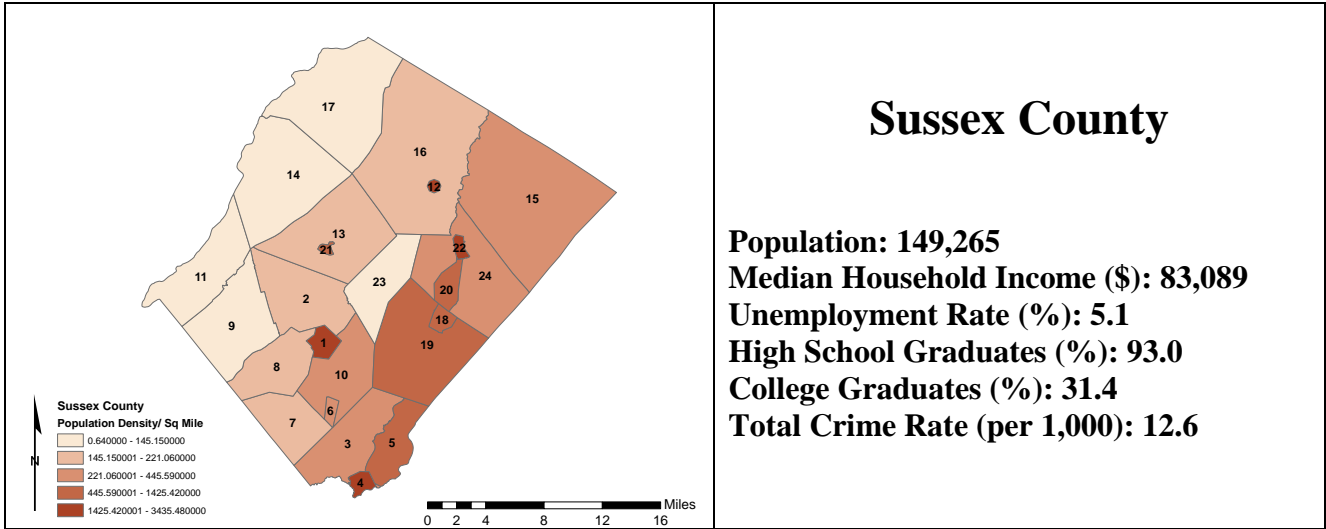 17
16
14
12
15
13
21
22
11
24
23
20
2
18
9
1
19
8
10
6
7
3
5
4
N
Sussex County
Population Density/ Sq Mile
0.640000 - 145.150000
145.150001 - 221.060000
221.060001 - 445.590000
445.590001 - 1425.420000
1425.420001 - 3435.480000
Miles
0 2 4 8 12 16
Sussex County
Population: 149,265
Median Household Income ($): 83,089
Unemployment Rate (%): 5.1
High School Graduates (%): 93.0
College Graduates (%): 31.4
Total Crime Rate (per 1,000): 12.6